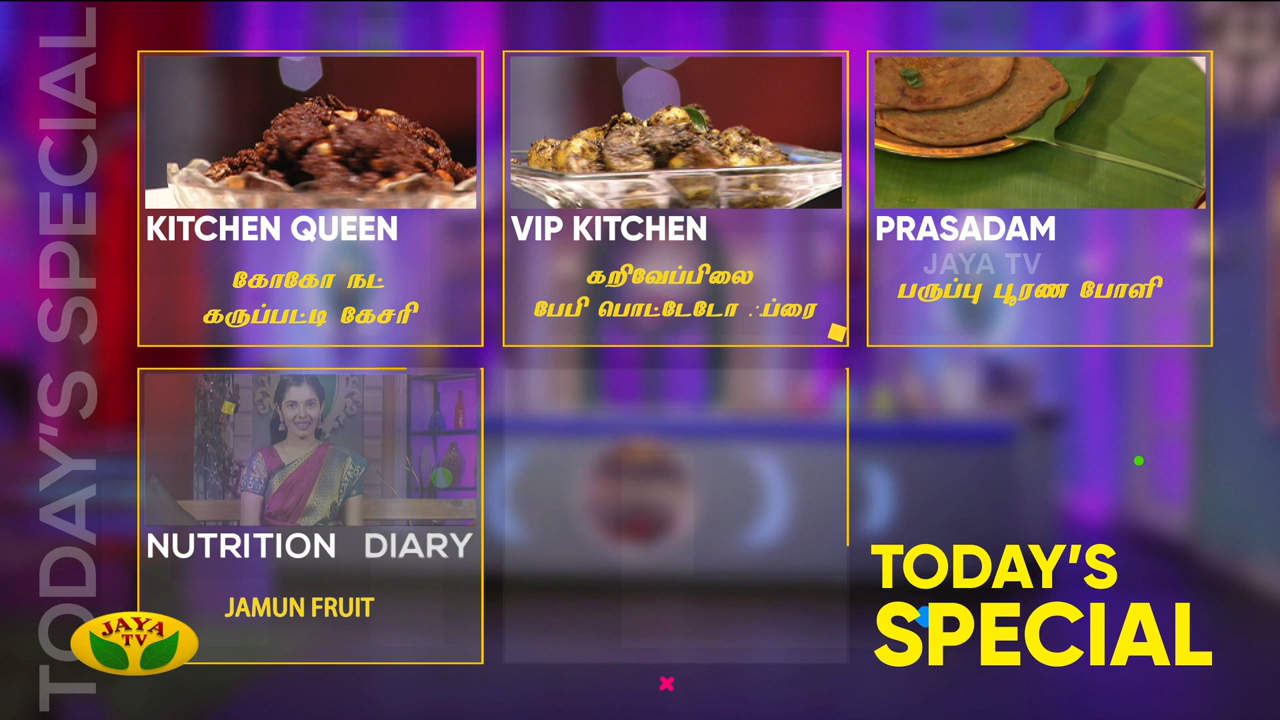 TODAY'S SPECIAL
KITCHEN QUEEN
கோகோ நட்
கருப்பட்டி கேசரி
VIP KITCHEN
கறிவேப்பிலை
பேபி பொட்டேடோ ஃப்ரை
PRASADAM
JAYA TV
பருப்பு பூரண போளி
NUTRITION DIARY
JAMUN FRUIT
JAYA
TV
TODAY'S
SPECIAL